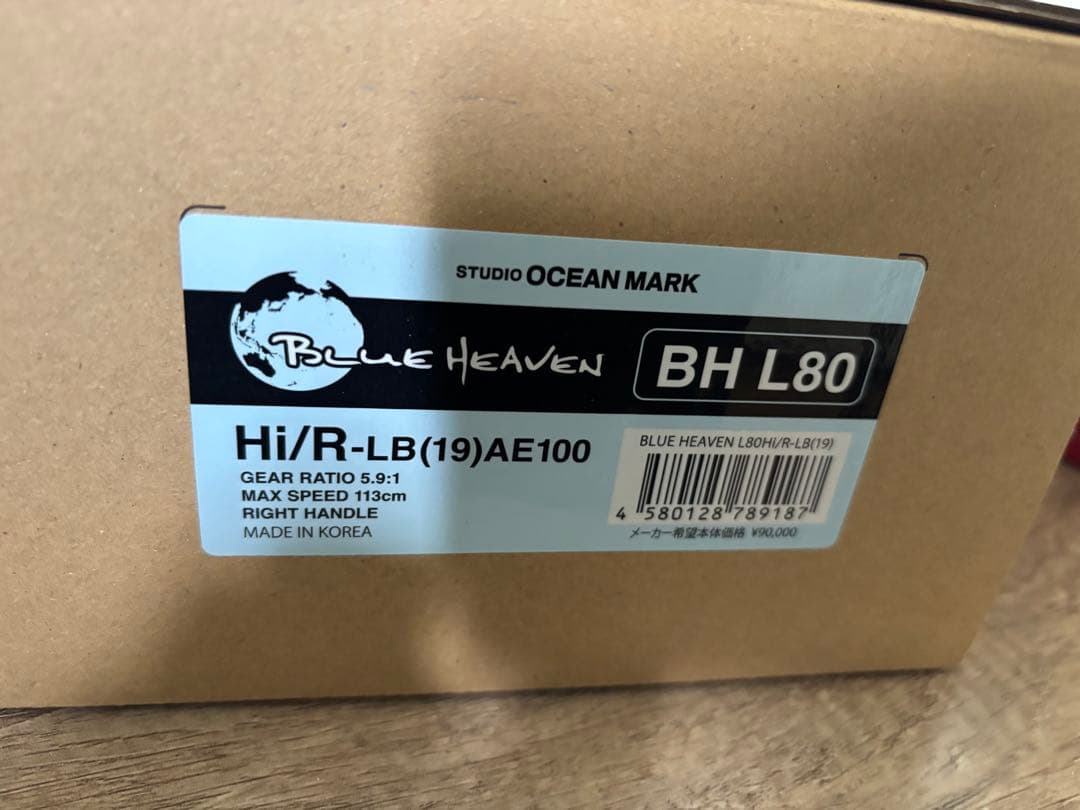 STUDIO OCEAN MARK
BLUE HEAVEN
BH L80
Hi/R-LB(19)AE100
GEAR RATIO 5.9:1
MAX SPEED 113cm
RIGHT HANDLE
MADE IN KOREA
BLUE HEAVEN L80Hi/R-LB(19)
4 580128 789187
メーカー希望本体価格 ¥90,000